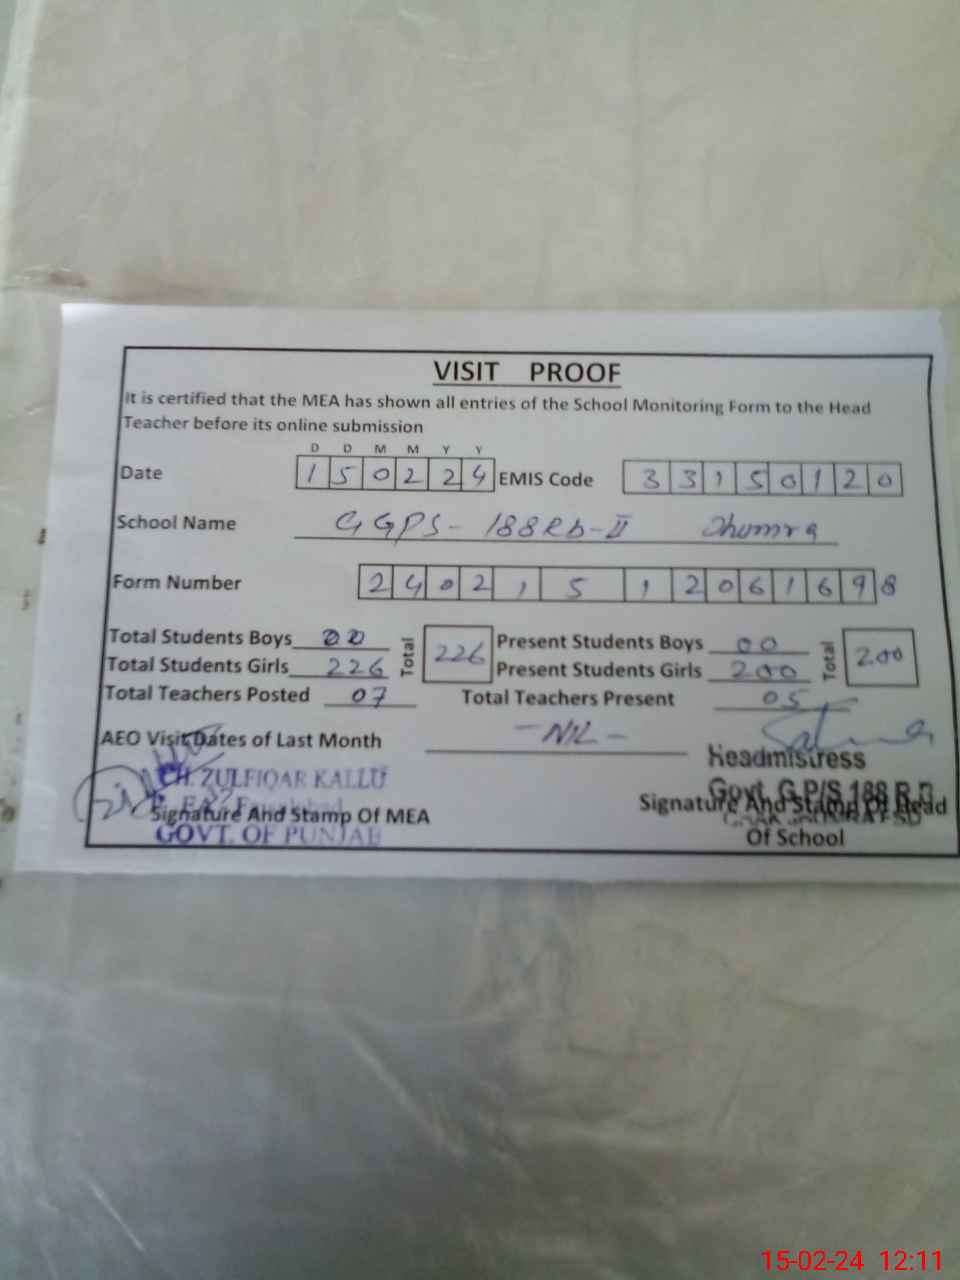 VISIT PROOF
It is certified that the MEA has shown all entries of the School Monitoring Form to the Head
Teacher before its online submission
D D M M Y Y
Date 1 5 0 2 2 4 EMIS Code 3 3 1 5 0 1 2 0
School Name GGPS- 188Rb-II Jhumra
Form Number 2 4 0 2 1 5 1 2 0 6 1 6 9 8
Total Students Boys 00 Total 226 Present Students Boys 00 Total 200
Total Students Girls 226 Present Students Girls 200
Total Teachers Posted 07 Total Teachers Present 05
AEO Visit Dates of Last Month -NIL-
Headmistress
CH. ZULFIQAR KALLU
Govt. G.P/S 188 R.B
Signature And Stamp Of MEA Signature And Stamp Of Head
GOVT. OF PUNJAB Of School
15-02-24 12:11